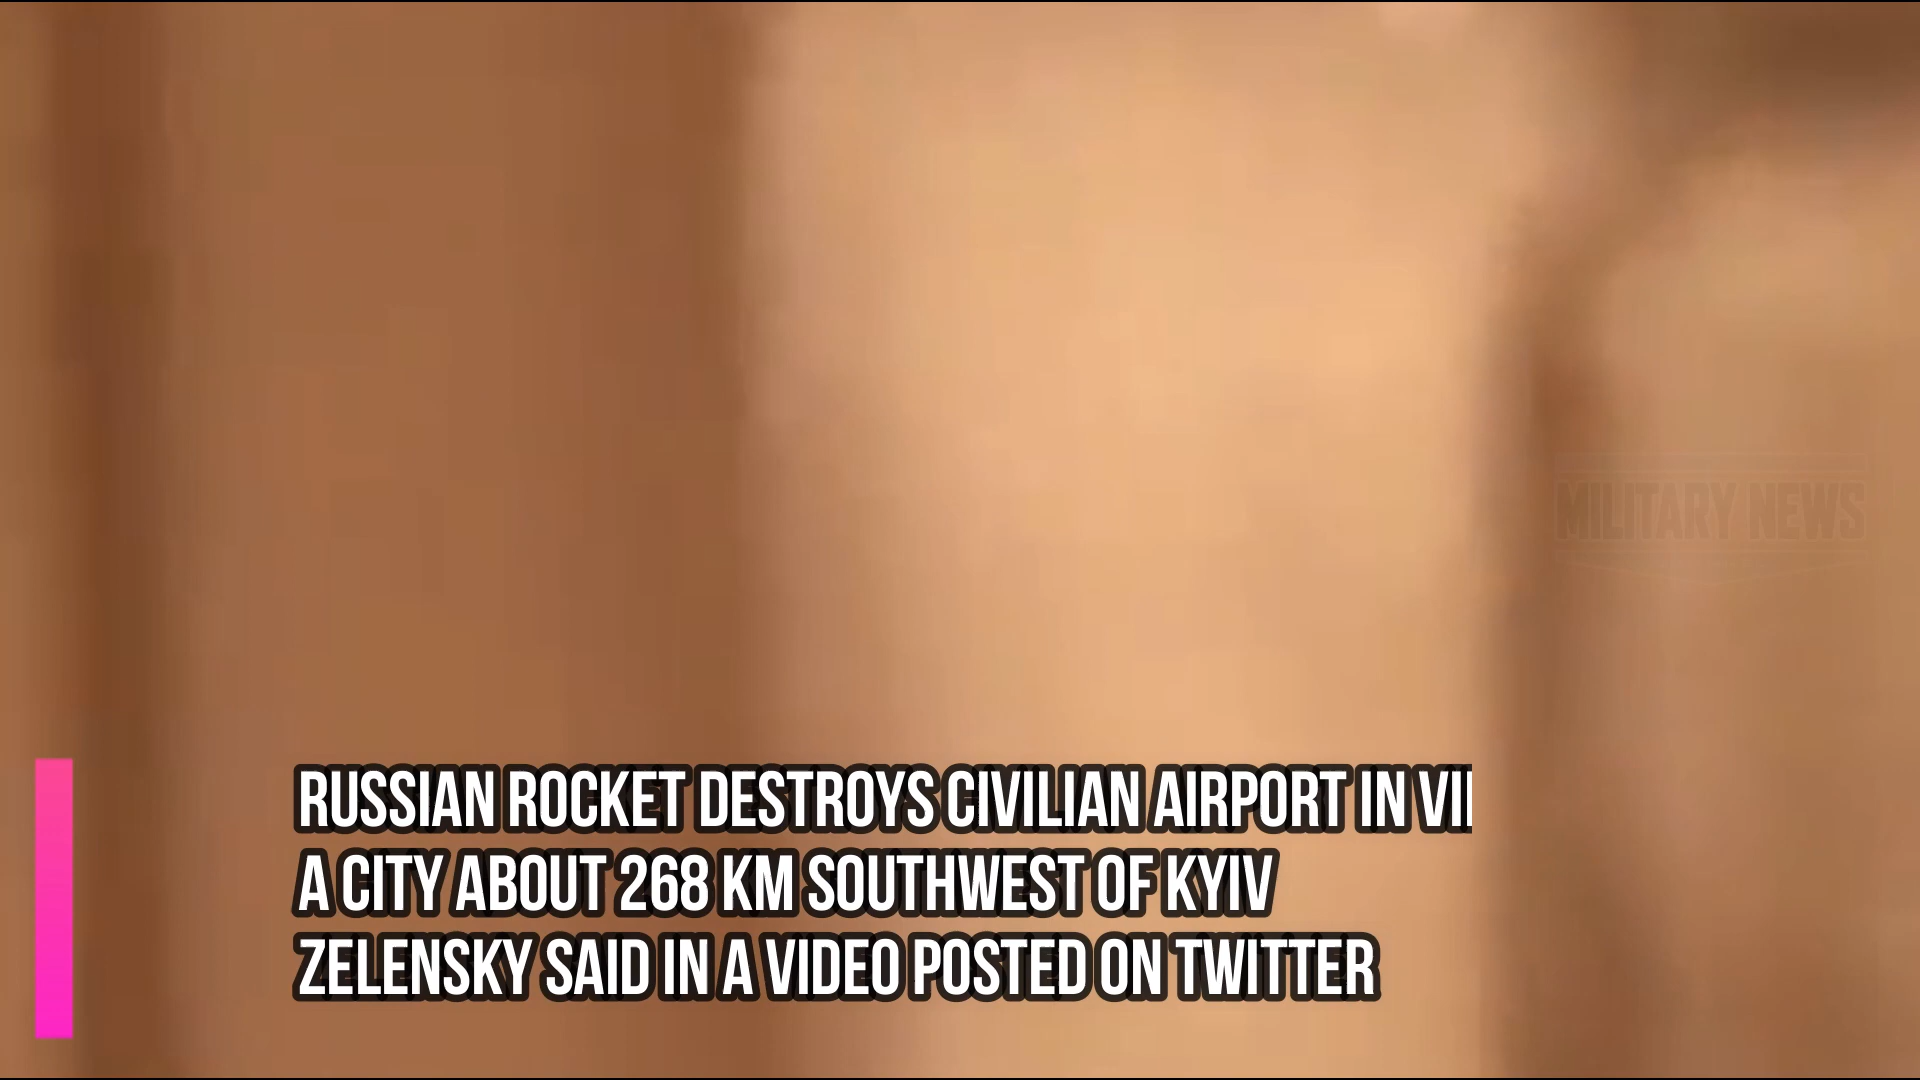 MILITARY NEWS
RUSSIAN ROCKET DESTROYS CIVILIAN AIRPORT IN
A CITY ABOUT 268 KM SOUTHWEST OF KYIV
ZELENSKY SAID IN A VIDEO POSTED ON TWITTER